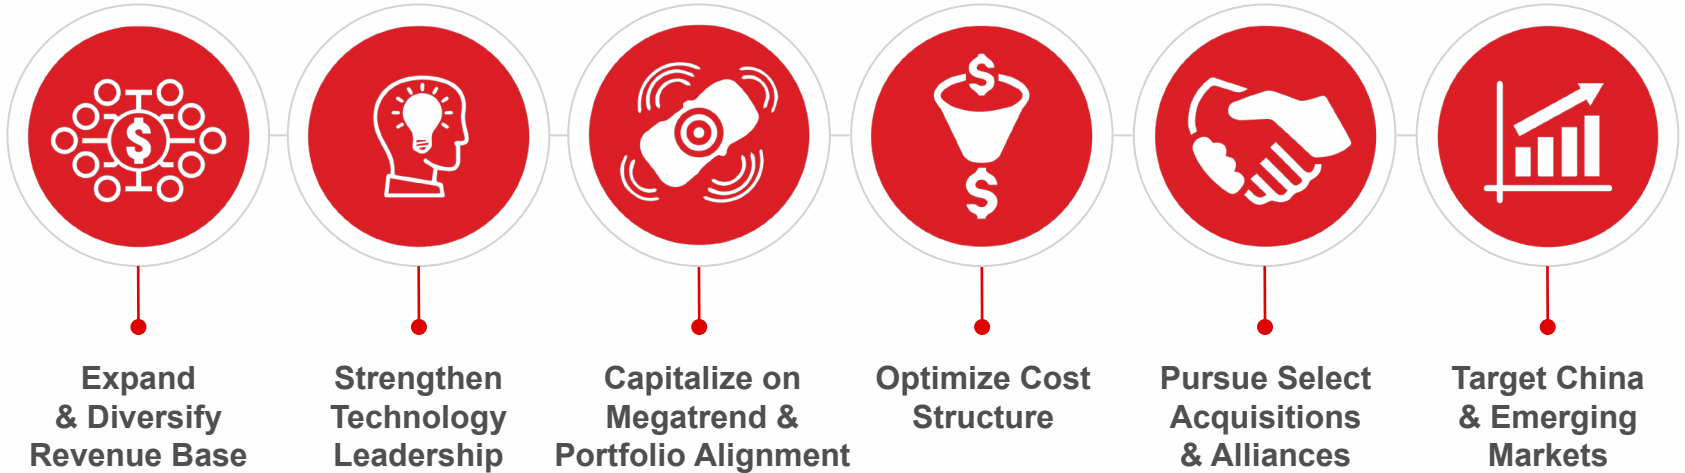 Expand
& Diversify
Revenue Base
Strengthen
Technology
Leadership
Capitalize on
Megatrend &
Portfolio Alignment
Optimize Cost
Structure
Pursue Select
Acquisitions
& Alliances
Target China
& Emerging
Markets
$
$
$